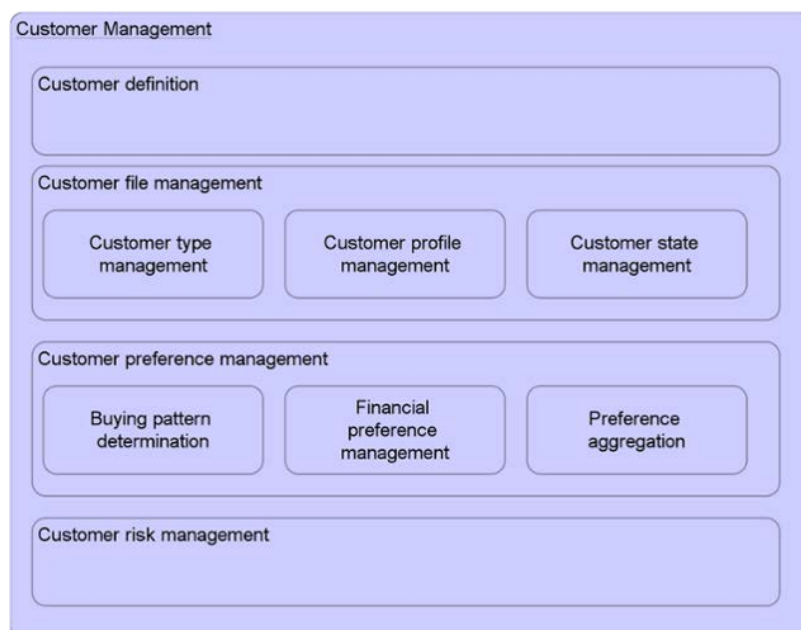 Customer Management
Customer definition
Customer file management
Customer type
management
Customer profile
management
Customer state
management
Customer preference management
Buying pattern
determination
Financial
preference
management
Preference
aggregation
Customer risk management